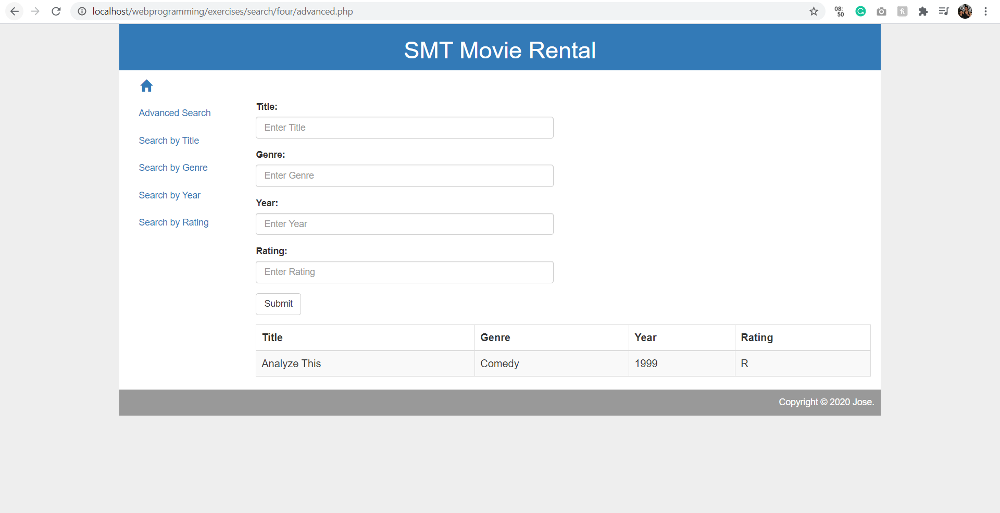 localhost/webprogramming/exercises/search/four/advanced.php
08:
50
SMT Movie Rental
Advanced Search
Search by Title
Search by Genre
Search by Year
Search by Rating
Title:
Enter Title
Genre:
Enter Genre
Year:
Enter Year
Rating:
Enter Rating
Submit
Title Genre Year Rating
Analyze This Comedy 1999 R
Copyright © 2020 Jose.